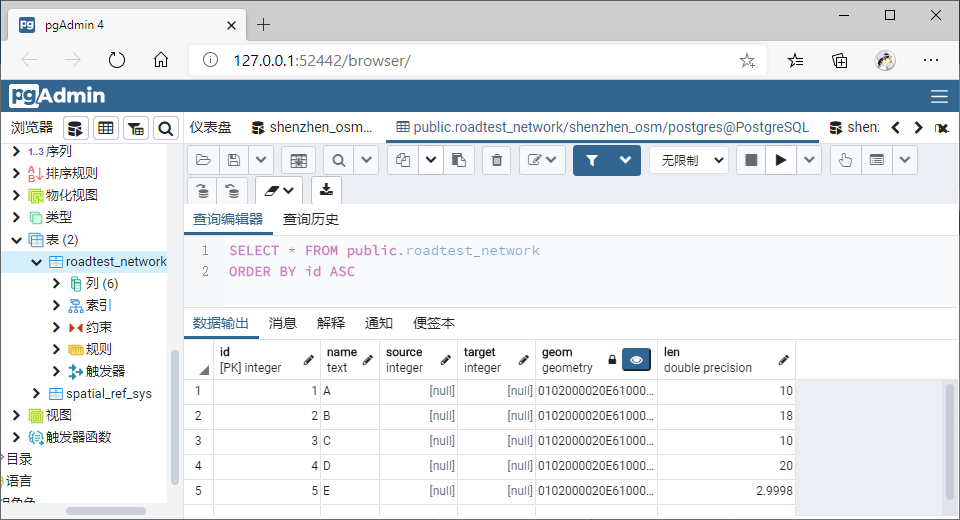 pgAdmin 4
127.0.0.1:52442/browser/
pgAdmin
浏览器
仪表盘
shenzhen_osm...
public.roadtest_network/shenzhen_osm/postgres@PostgreSQL
shen
1..3 序列
排序规则
物化视图
类型
表 (2)
roadtest_network
列 (6)
索引
约束
规则
触发器
spatial_ref_sys
视图
触发器函数
目录
语言
无限制
查询编辑器 查询历史
1 SELECT * FROM public.roadtest_network
2 ORDER BY id ASC
数据输出 消息 解释 通知 便签本
id name source target geom len
[PK] integer text integer integer geometry double precision
1 1 A [null] [null] 0102000020E61000... 10
2 2 B [null] [null] 0102000020E61000... 18
3 3 C [null] [null] 0102000020E61000... 10
4 4 D [null] [null] 0102000020E61000... 20
5 5 E [null] [null] 0102000020E61000... 2.9998